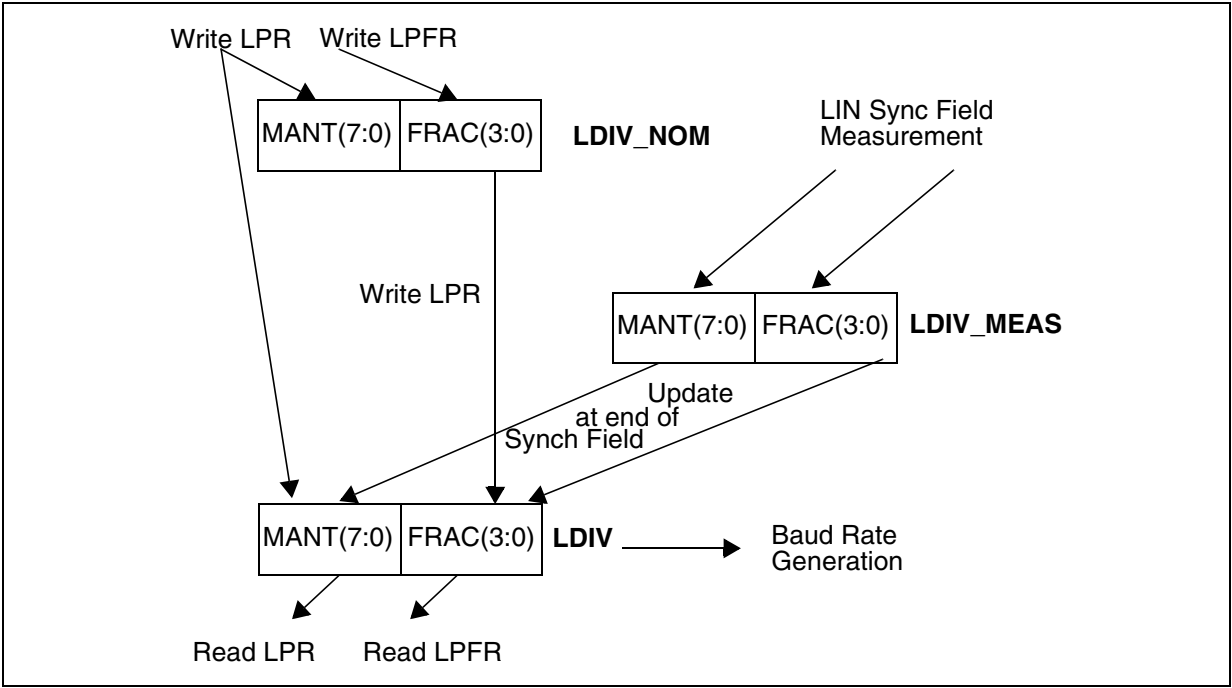 Write LPR
Write LPFR
MANT(7:0)
FRAC(3:0)
LDIV_NOM
LIN Sync Field
Measurement
Write LPR
MANT(7:0)
FRAC(3:0)
LDIV_MEAS
Update
at end of
Synch Field
MANT(7:0)
FRAC(3:0)
LDIV
Baud Rate
Generation
Read LPR
Read LPFR